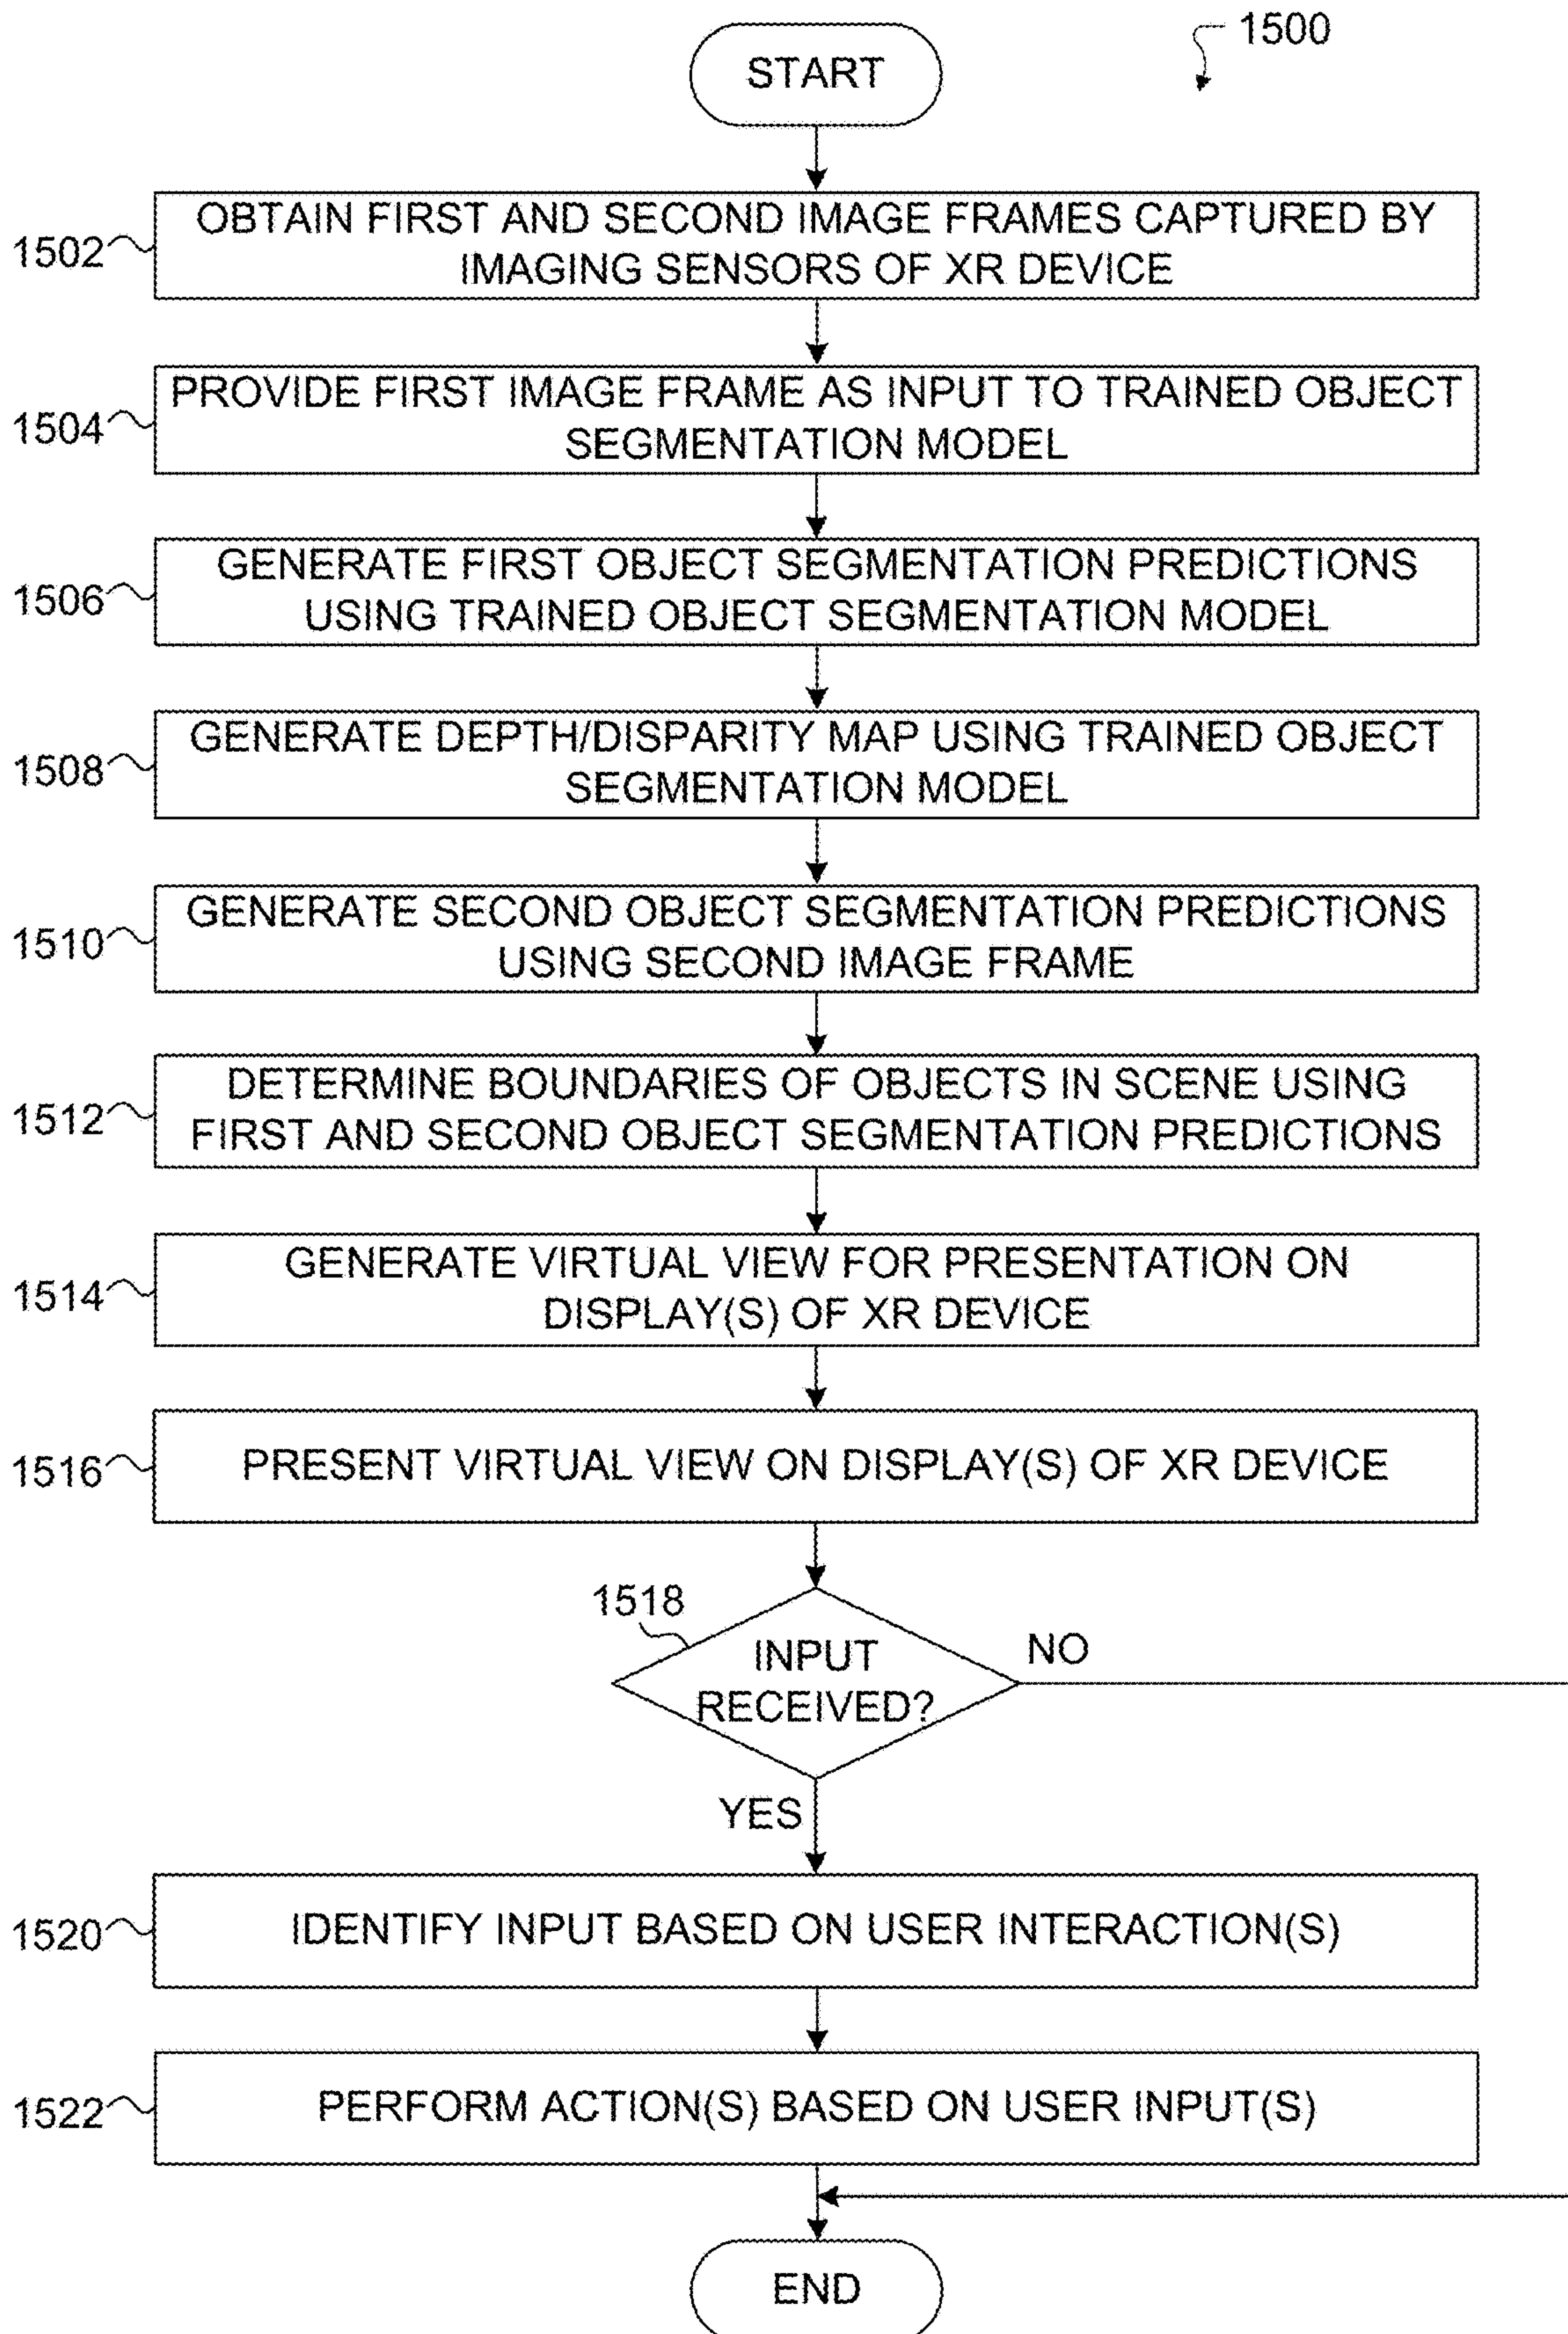 1500
START
1502
OBTAIN FIRST AND SECOND IMAGE FRAMES CAPTURED BY
IMAGING SENSORS OF XR DEVICE
1504
PROVIDE FIRST IMAGE FRAME AS INPUT TO TRAINED OBJECT
SEGMENTATION MODEL
1506
GENERATE FIRST OBJECT SEGMENTATION PREDICTIONS
USING TRAINED OBJECT SEGMENTATION MODEL
1508
GENERATE DEPTH/DISPARITY MAP USING TRAINED OBJECT
SEGMENTATION MODEL
1510
GENERATE SECOND OBJECT SEGMENTATION PREDICTIONS
USING SECOND IMAGE FRAME
1512
DETERMINE BOUNDARIES OF OBJECTS IN SCENE USING
FIRST AND SECOND OBJECT SEGMENTATION PREDICTIONS
1514
GENERATE VIRTUAL VIEW FOR PRESENTATION ON
DISPLAY(S) OF XR DEVICE
1516
PRESENT VIRTUAL VIEW ON DISPLAY(S) OF XR DEVICE
1518
INPUT
RECEIVED?
NO
YES
1520
IDENTIFY INPUT BASED ON USER INTERACTION(S)
1522
PERFORM ACTION(S) BASED ON USER INPUT(S)
END